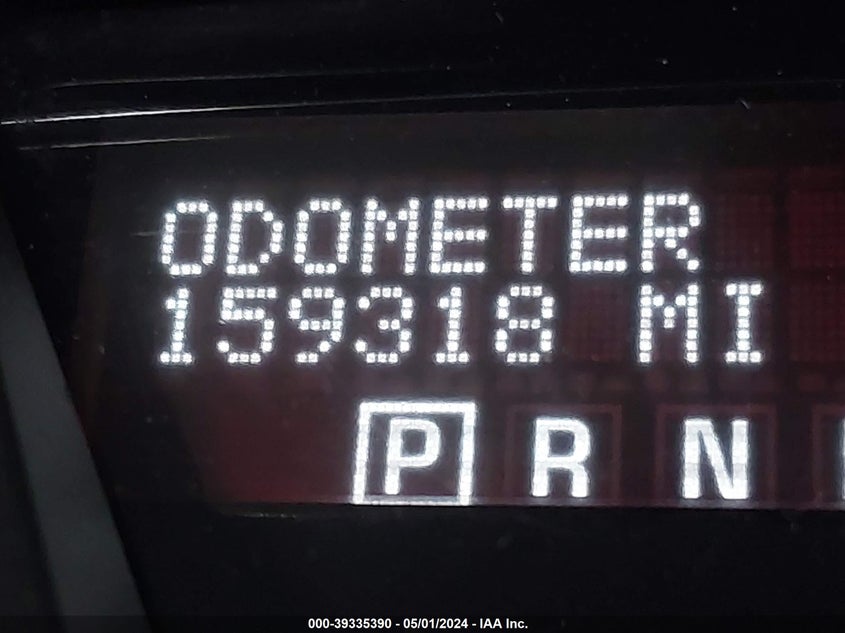 ODOMETER
159318 MI
P R N
000-39335390 - 05/01/2024 - IAA Inc.